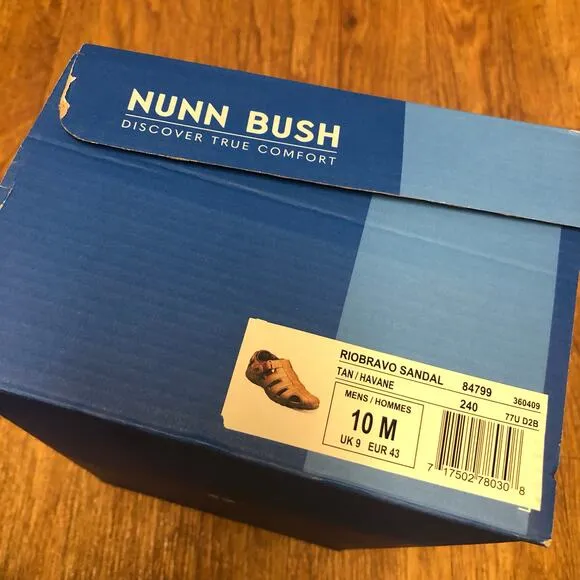 NUNN BUSH
DISCOVER TRUE COMFORT
RIOBRAVO SANDAL 84799 360409
TAN / HAVANE 240 77U D2B
MENS / HOMMES
10 M
UK 9 EUR 43
7 17502 78030 8